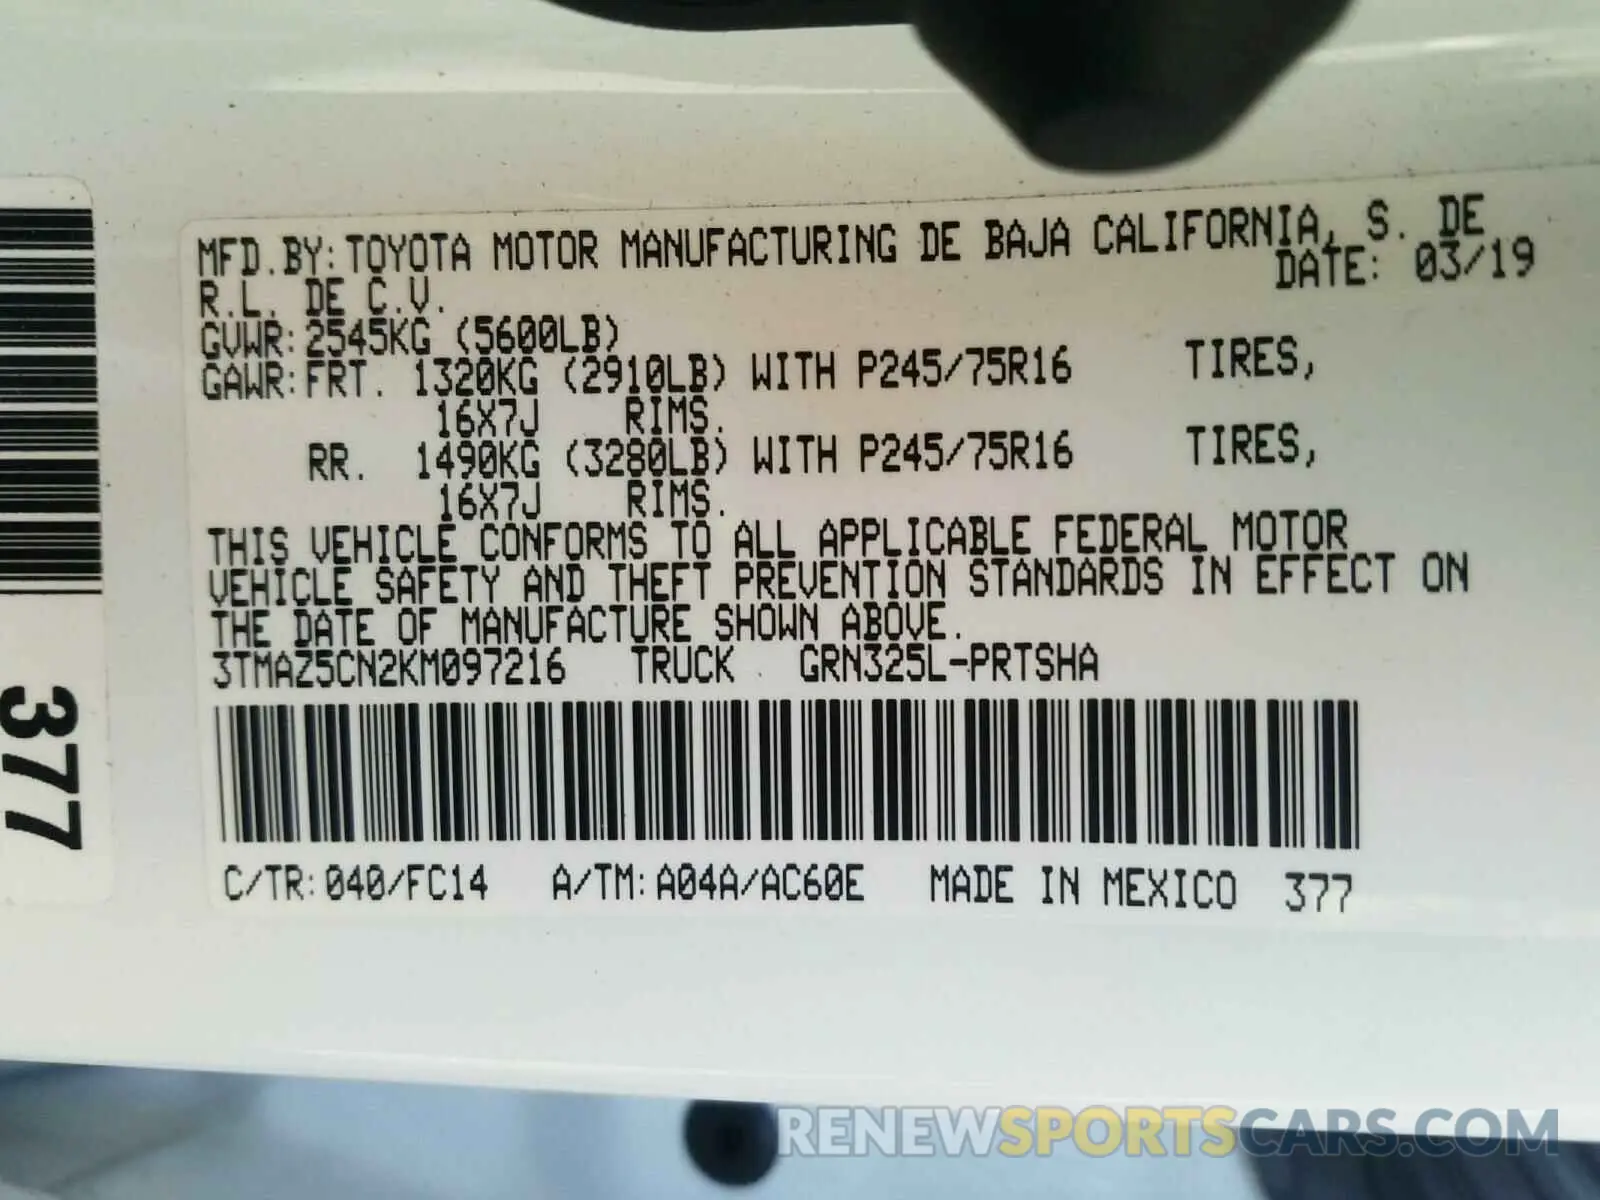 MFD.BY:TOYOTA MOTOR MANUFACTURING DE BAJA CALIFORNIA, S. DE
R.L. DE C.V. DATE: 03/19
GVWR:2545KG (5600LB)
GAWR:FRT. 1320KG (2910LB) WITH P245/75R16 TIRES,
16X7J RIMS.
RR. 1490KG (3280LB) WITH P245/75R16 TIRES,
16X7J RIMS.
THIS VEHICLE CONFORMS TO ALL APPLICABLE FEDERAL MOTOR
VEHICLE SAFETY AND THEFT PREVENTION STANDARDS IN EFFECT ON
THE DATE OF MANUFACTURE SHOWN ABOVE.
3TMAZ5CN2KM097216 TRUCK GRN325L-PRTSHA
C/TR:040/FC14 A/TM:A04A/AC60E MADE IN MEXICO 377
377
RENEWSPORTSCARS.COM